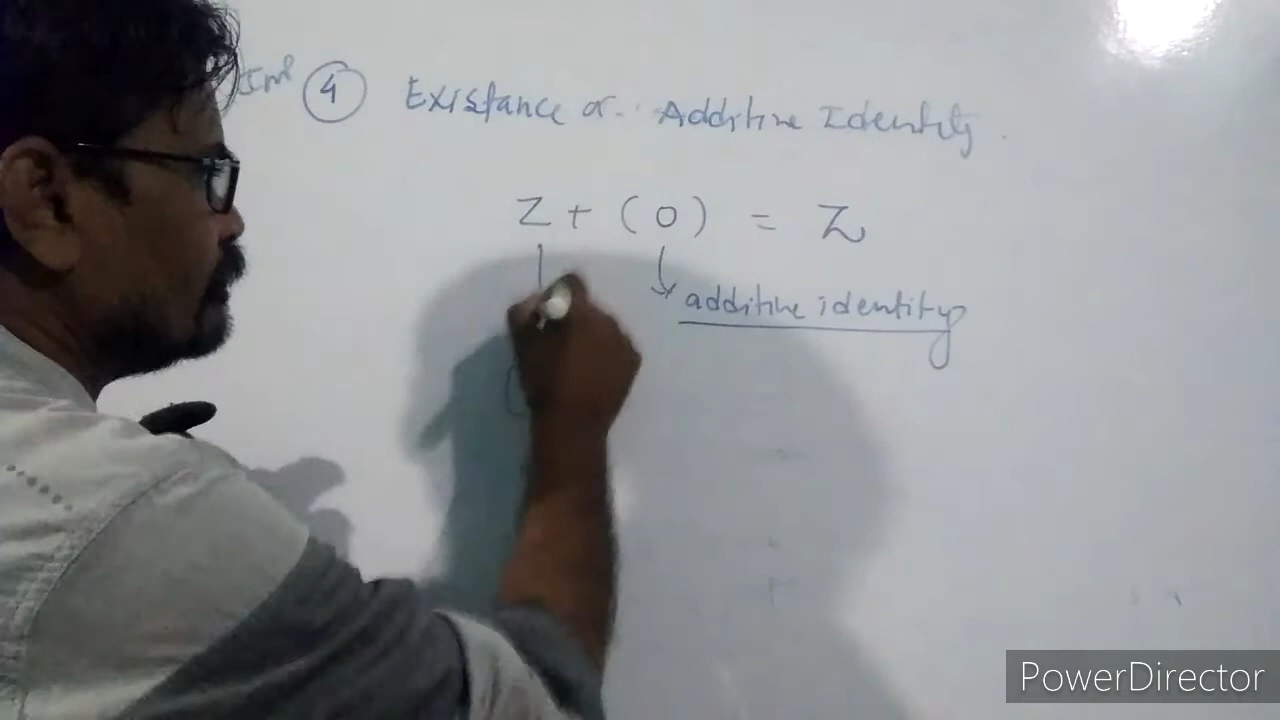 Imp ④ Existance of Additive Identity.
Z + (0) = Z
additive identity
PowerDirector